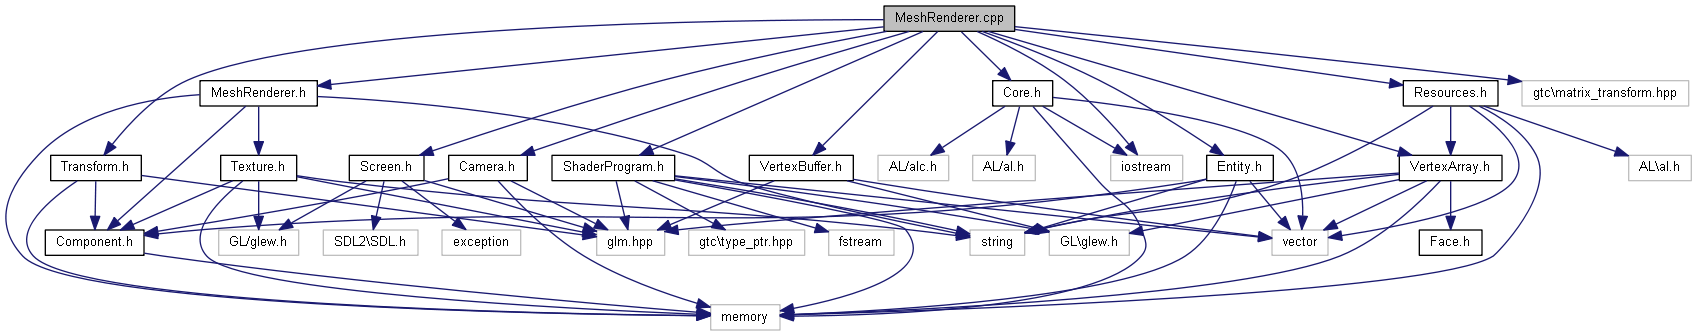 MeshRenderer.cpp
MeshRenderer.h
Core.h
Resources.h
gtc\matrix_transform.hpp
Transform.h
Texture.h
Screen.h
Camera.h
ShaderProgram.h
VertexBuffer.h
AL/alc.h
AL/al.h
iostream
Entity.h
VertexArray.h
AL\al.h
Component.h
GL/glew.h
SDL2\SDL.h
exception
glm.hpp
gtc\type_ptr.hpp
fstream
string
GL\glew.h
vector
Face.h
memory